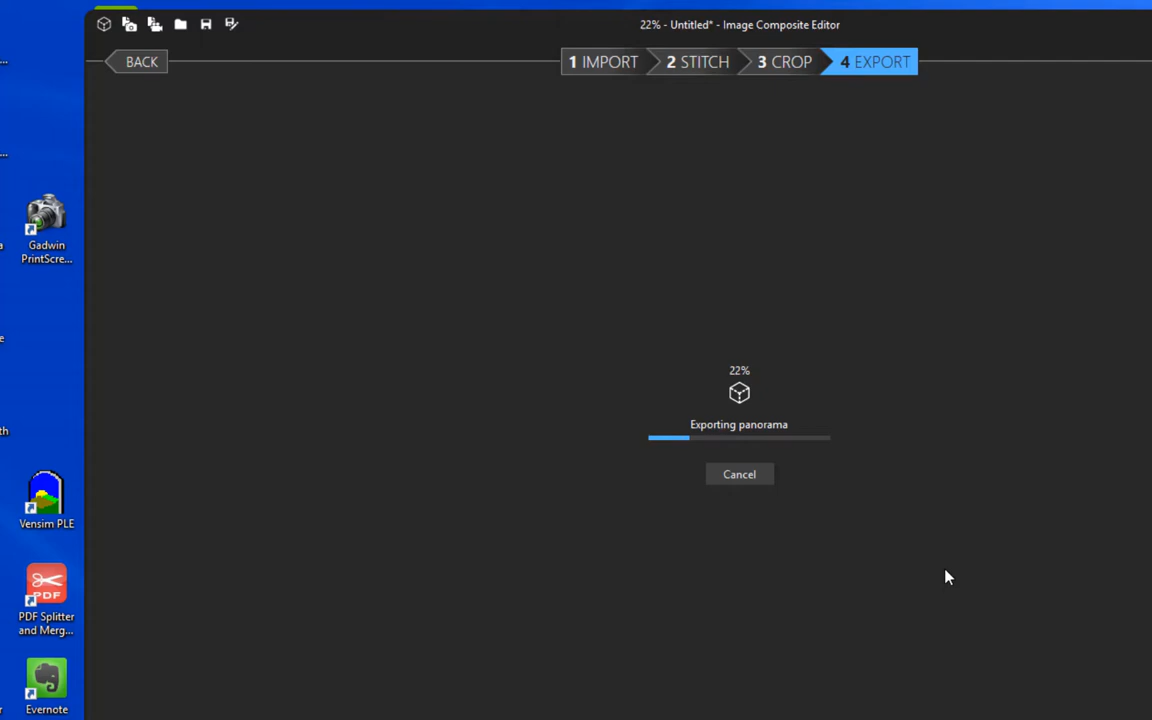 22% - Untitled* - Image Composite Editor
BACK
1 IMPORT
2 STITCH
3 CROP
4 EXPORT
Gadwin
PrintScre...
22%
Exporting panorama
Cancel
Vensim PLE
PDF
PDF Splitter
and Merg...
Evernote